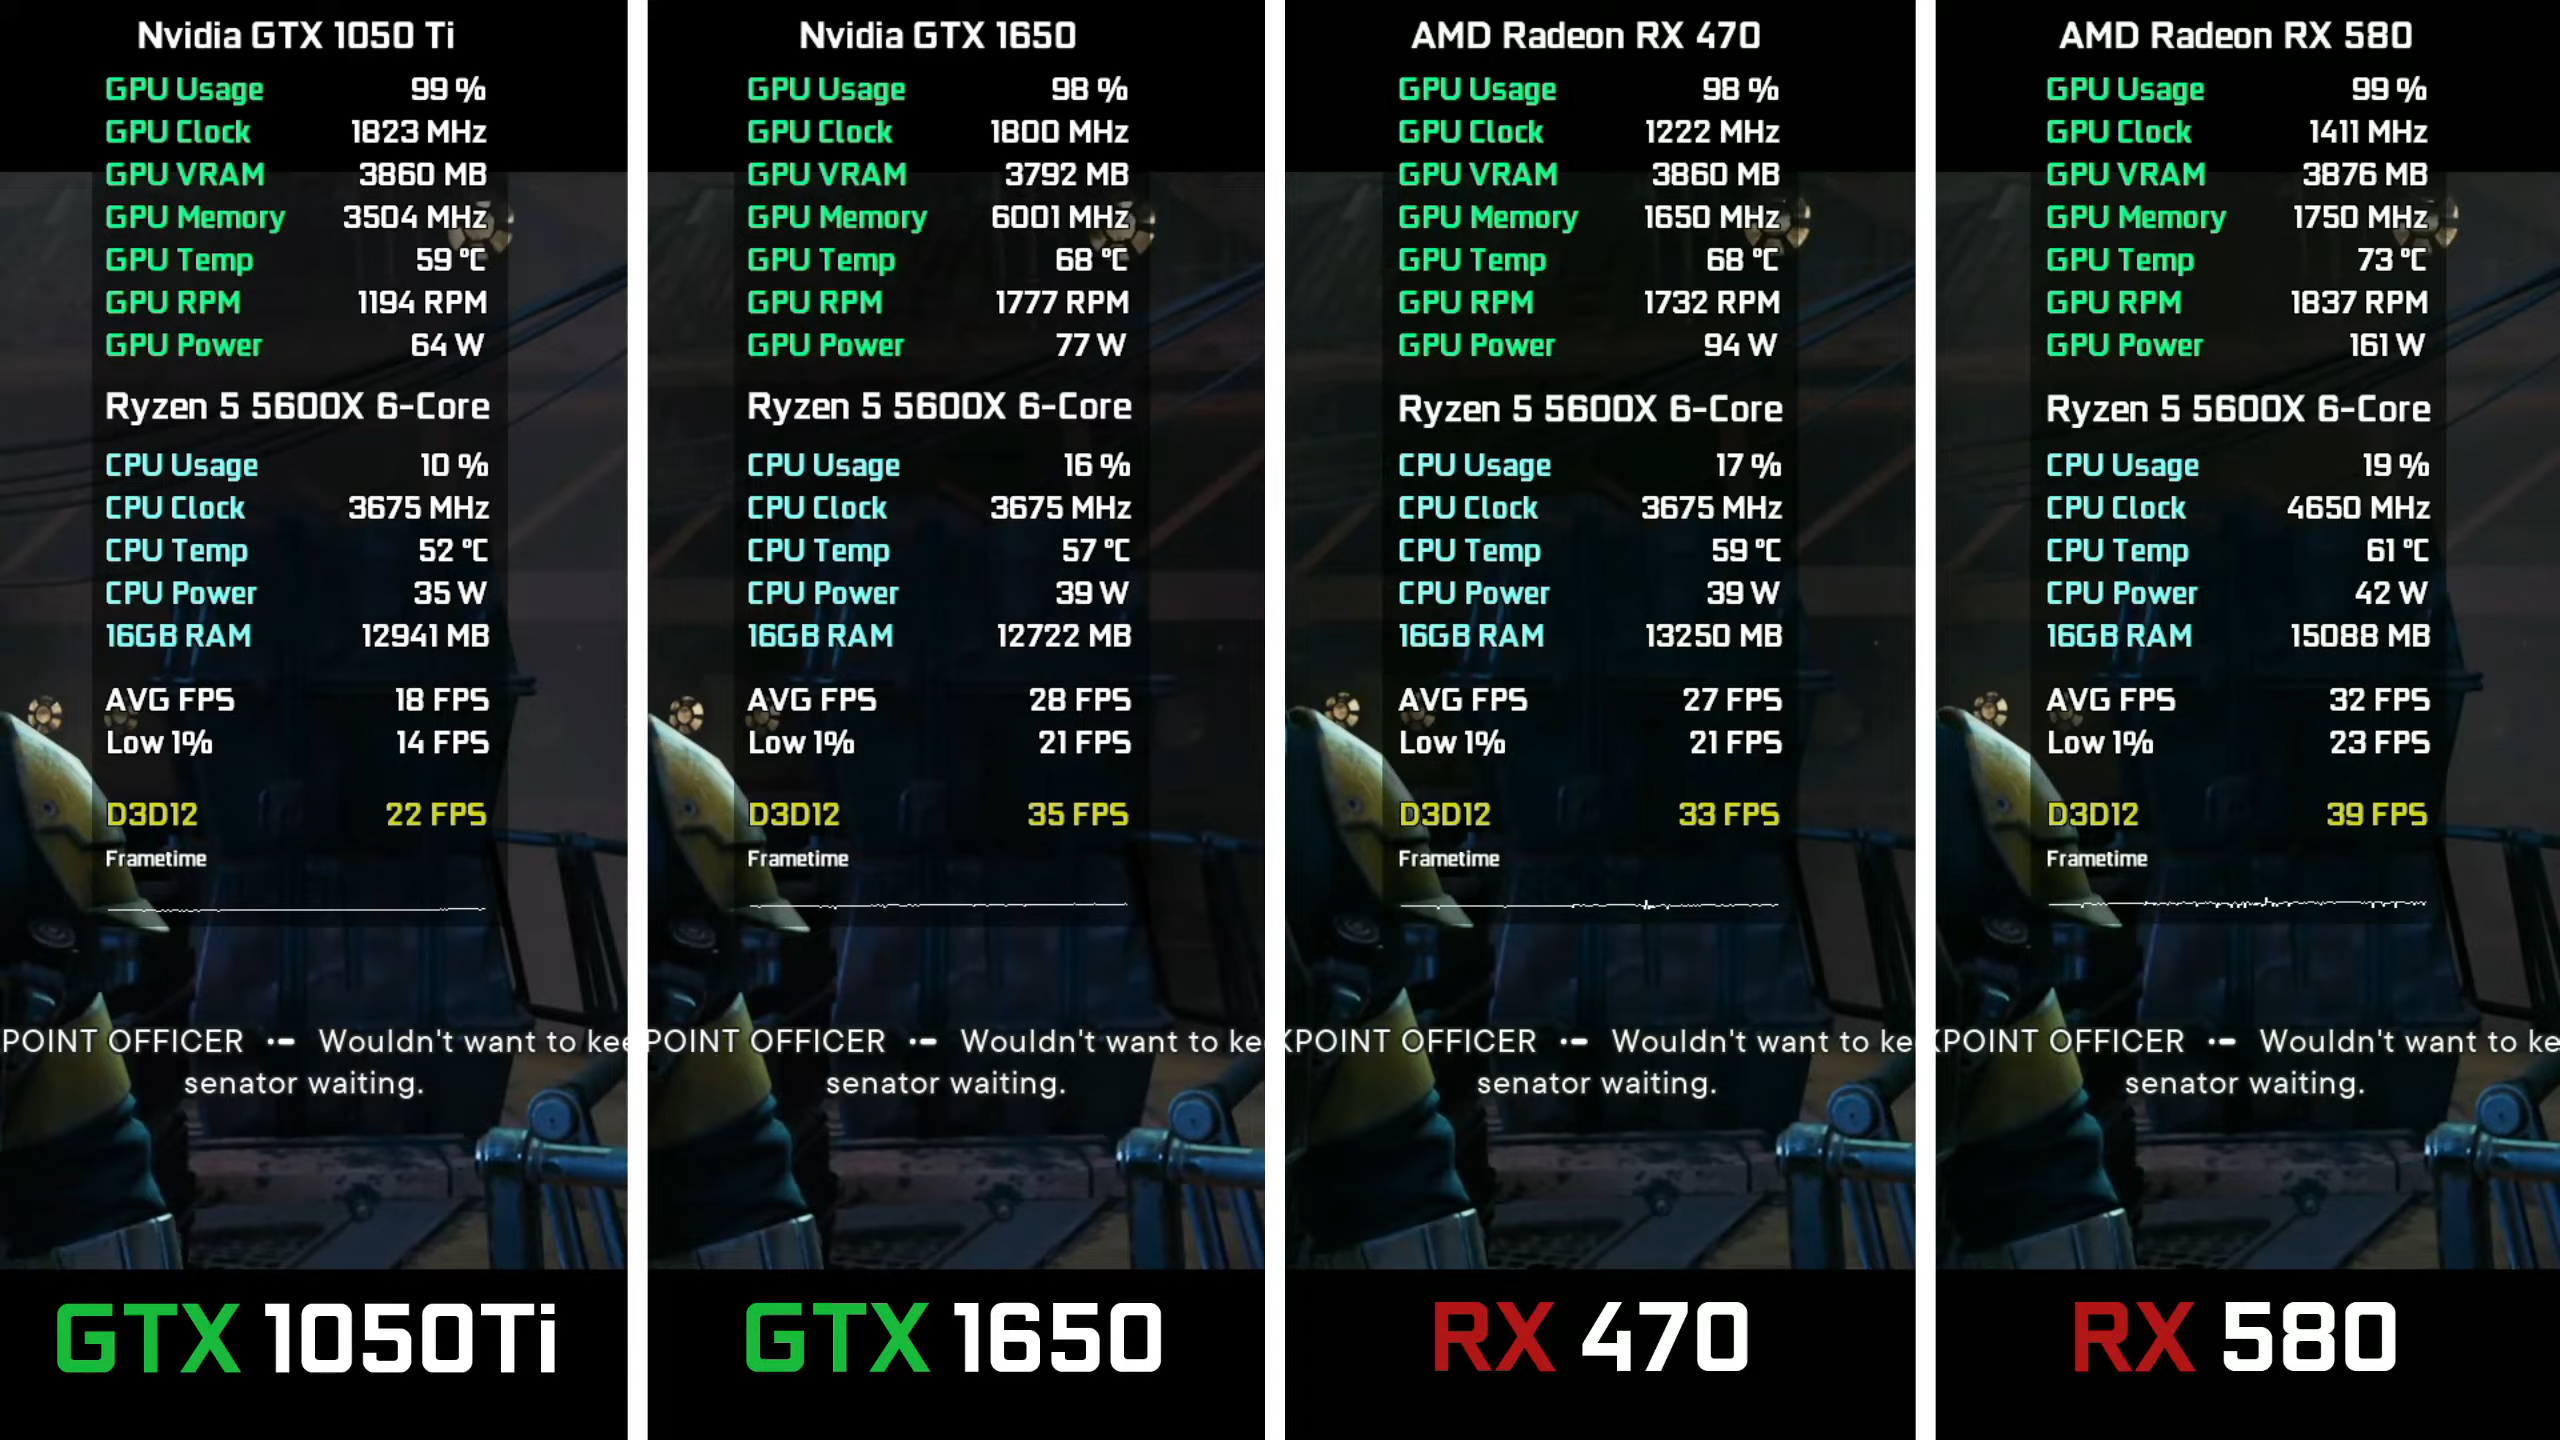 Nvidia GTX 1050 Ti
GPU Usage 99 %
GPU Clock 1823 MHz
GPU VRAM 3860 MB
GPU Memory 3504 MHz
GPU Temp 59 °C
GPU RPM 1194 RPM
GPU Power 64 W
Ryzen 5 5600X 6-Core
CPU Usage 10 %
CPU Clock 3675 MHz
CPU Temp 52 °C
CPU Power 35 W
16GB RAM 12941 MB
AVG FPS 18 FPS
Low 1% 14 FPS
D3D12 22 FPS
Frametime
POINT OFFICER •– Wouldn't want to kee
senator waiting.
GTX 1050Ti
Nvidia GTX 1650
GPU Usage 98 %
GPU Clock 1800 MHz
GPU VRAM 3792 MB
GPU Memory 6001 MHz
GPU Temp 68 °C
GPU RPM 1777 RPM
GPU Power 77 W
Ryzen 5 5600X 6-Core
CPU Usage 16 %
CPU Clock 3675 MHz
CPU Temp 57 °C
CPU Power 39 W
16GB RAM 12722 MB
AVG FPS 28 FPS
Low 1% 21 FPS
D3D12 35 FPS
Frametime
POINT OFFICER •– Wouldn't want to ke
senator waiting.
GTX 1650
AMD Radeon RX 470
GPU Usage 98 %
GPU Clock 1222 MHz
GPU VRAM 3860 MB
GPU Memory 1650 MHz
GPU Temp 68 °C
GPU RPM 1732 RPM
GPU Power 94 W
Ryzen 5 5600X 6-Core
CPU Usage 17 %
CPU Clock 3675 MHz
CPU Temp 59 °C
CPU Power 39 W
16GB RAM 13250 MB
AVG FPS 27 FPS
Low 1% 21 FPS
D3D12 33 FPS
Frametime
KPOINT OFFICER •– Wouldn't want to ke
senator waiting.
RX 470
AMD Radeon RX 580
GPU Usage 99 %
GPU Clock 1411 MHz
GPU VRAM 3876 MB
GPU Memory 1750 MHz
GPU Temp 73 °C
GPU RPM 1837 RPM
GPU Power 161 W
Ryzen 5 5600X 6-Core
CPU Usage 19 %
CPU Clock 4650 MHz
CPU Temp 61 °C
CPU Power 42 W
16GB RAM 15088 MB
AVG FPS 32 FPS
Low 1% 23 FPS
D3D12 39 FPS
Frametime
KPOINT OFFICER •– Wouldn't want to ke
senator waiting.
RX 580